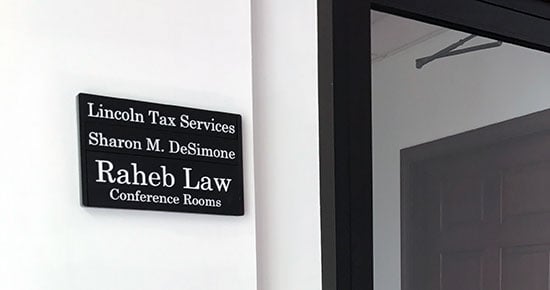 Lincoln Tax Services
Sharon M. DeSimone
Raheb Law
Conference Rooms